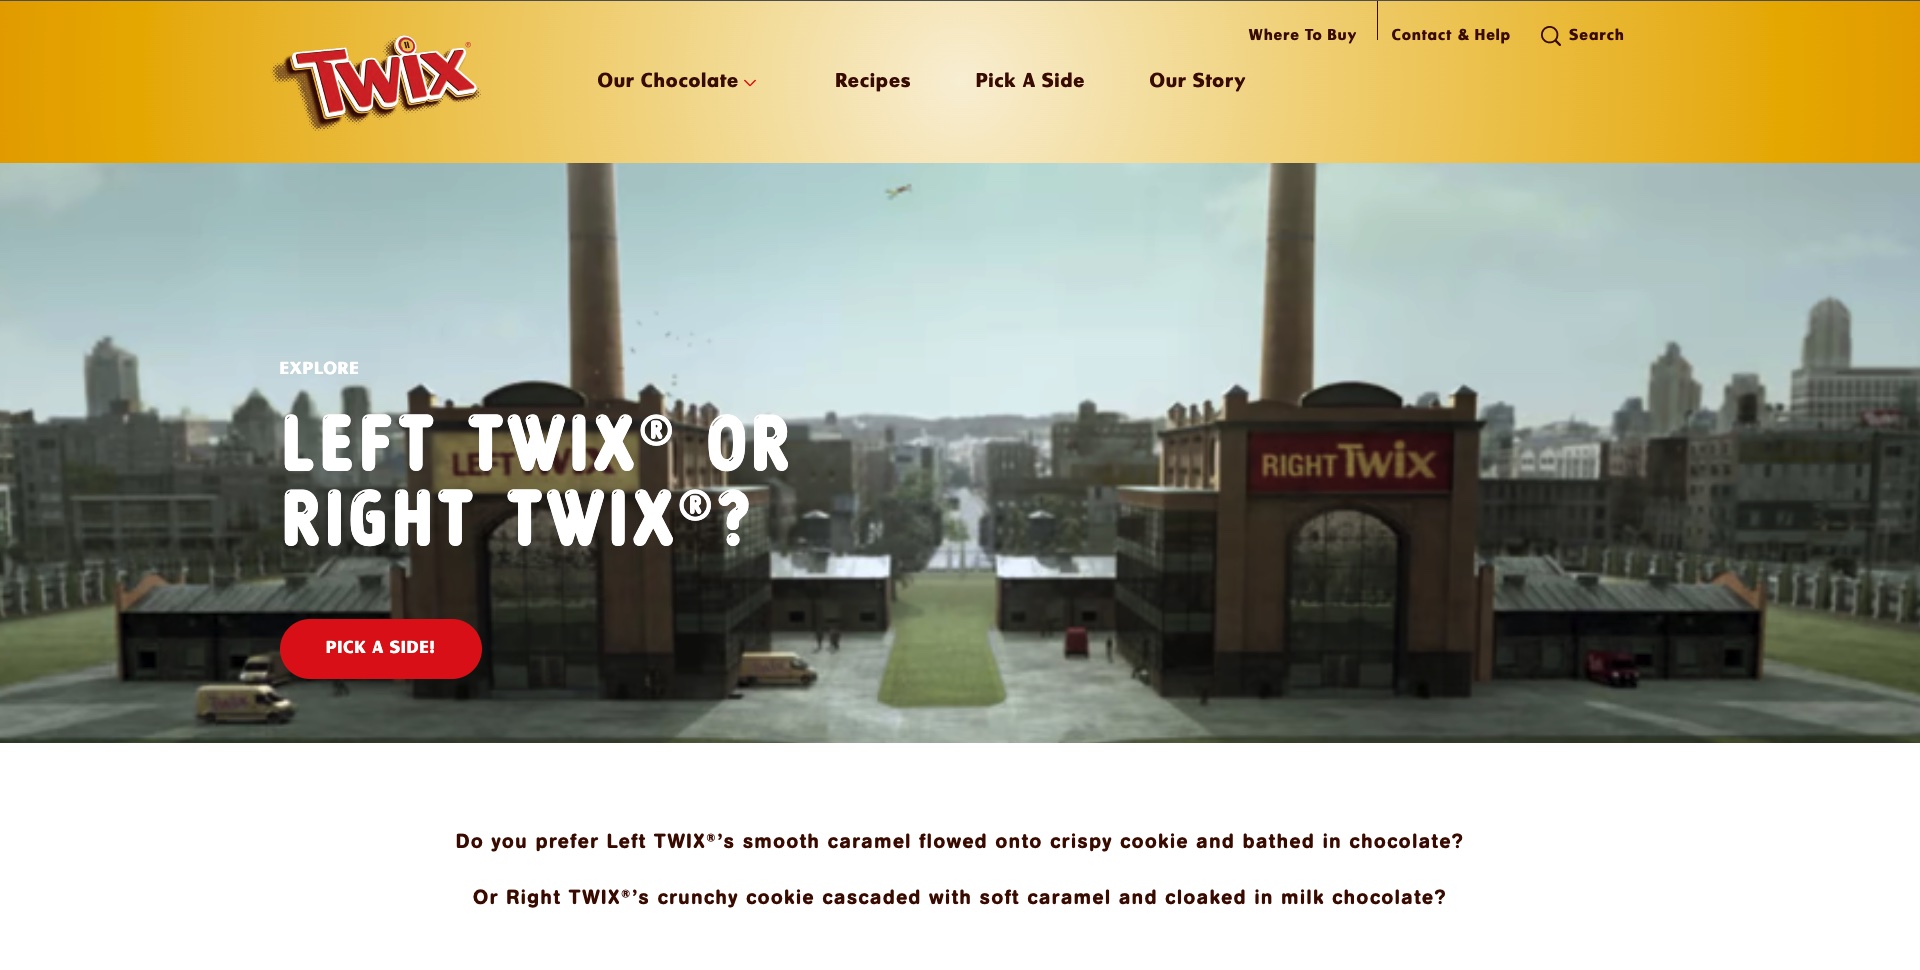 TWIX®
Where To Buy
Contact & Help
Search
Our Chocolate
Recipes
Pick A Side
Our Story
EXPLORE
LEFT TWIX® OR
RIGHT TWIX®?
LEFT TWIX
RIGHT TWIX
PICK A SIDE!
Twix
Do you prefer Left TWIX®’s smooth caramel flowed onto crispy cookie and bathed in chocolate?
Or Right TWIX®’s crunchy cookie cascaded with soft caramel and cloaked in milk chocolate?